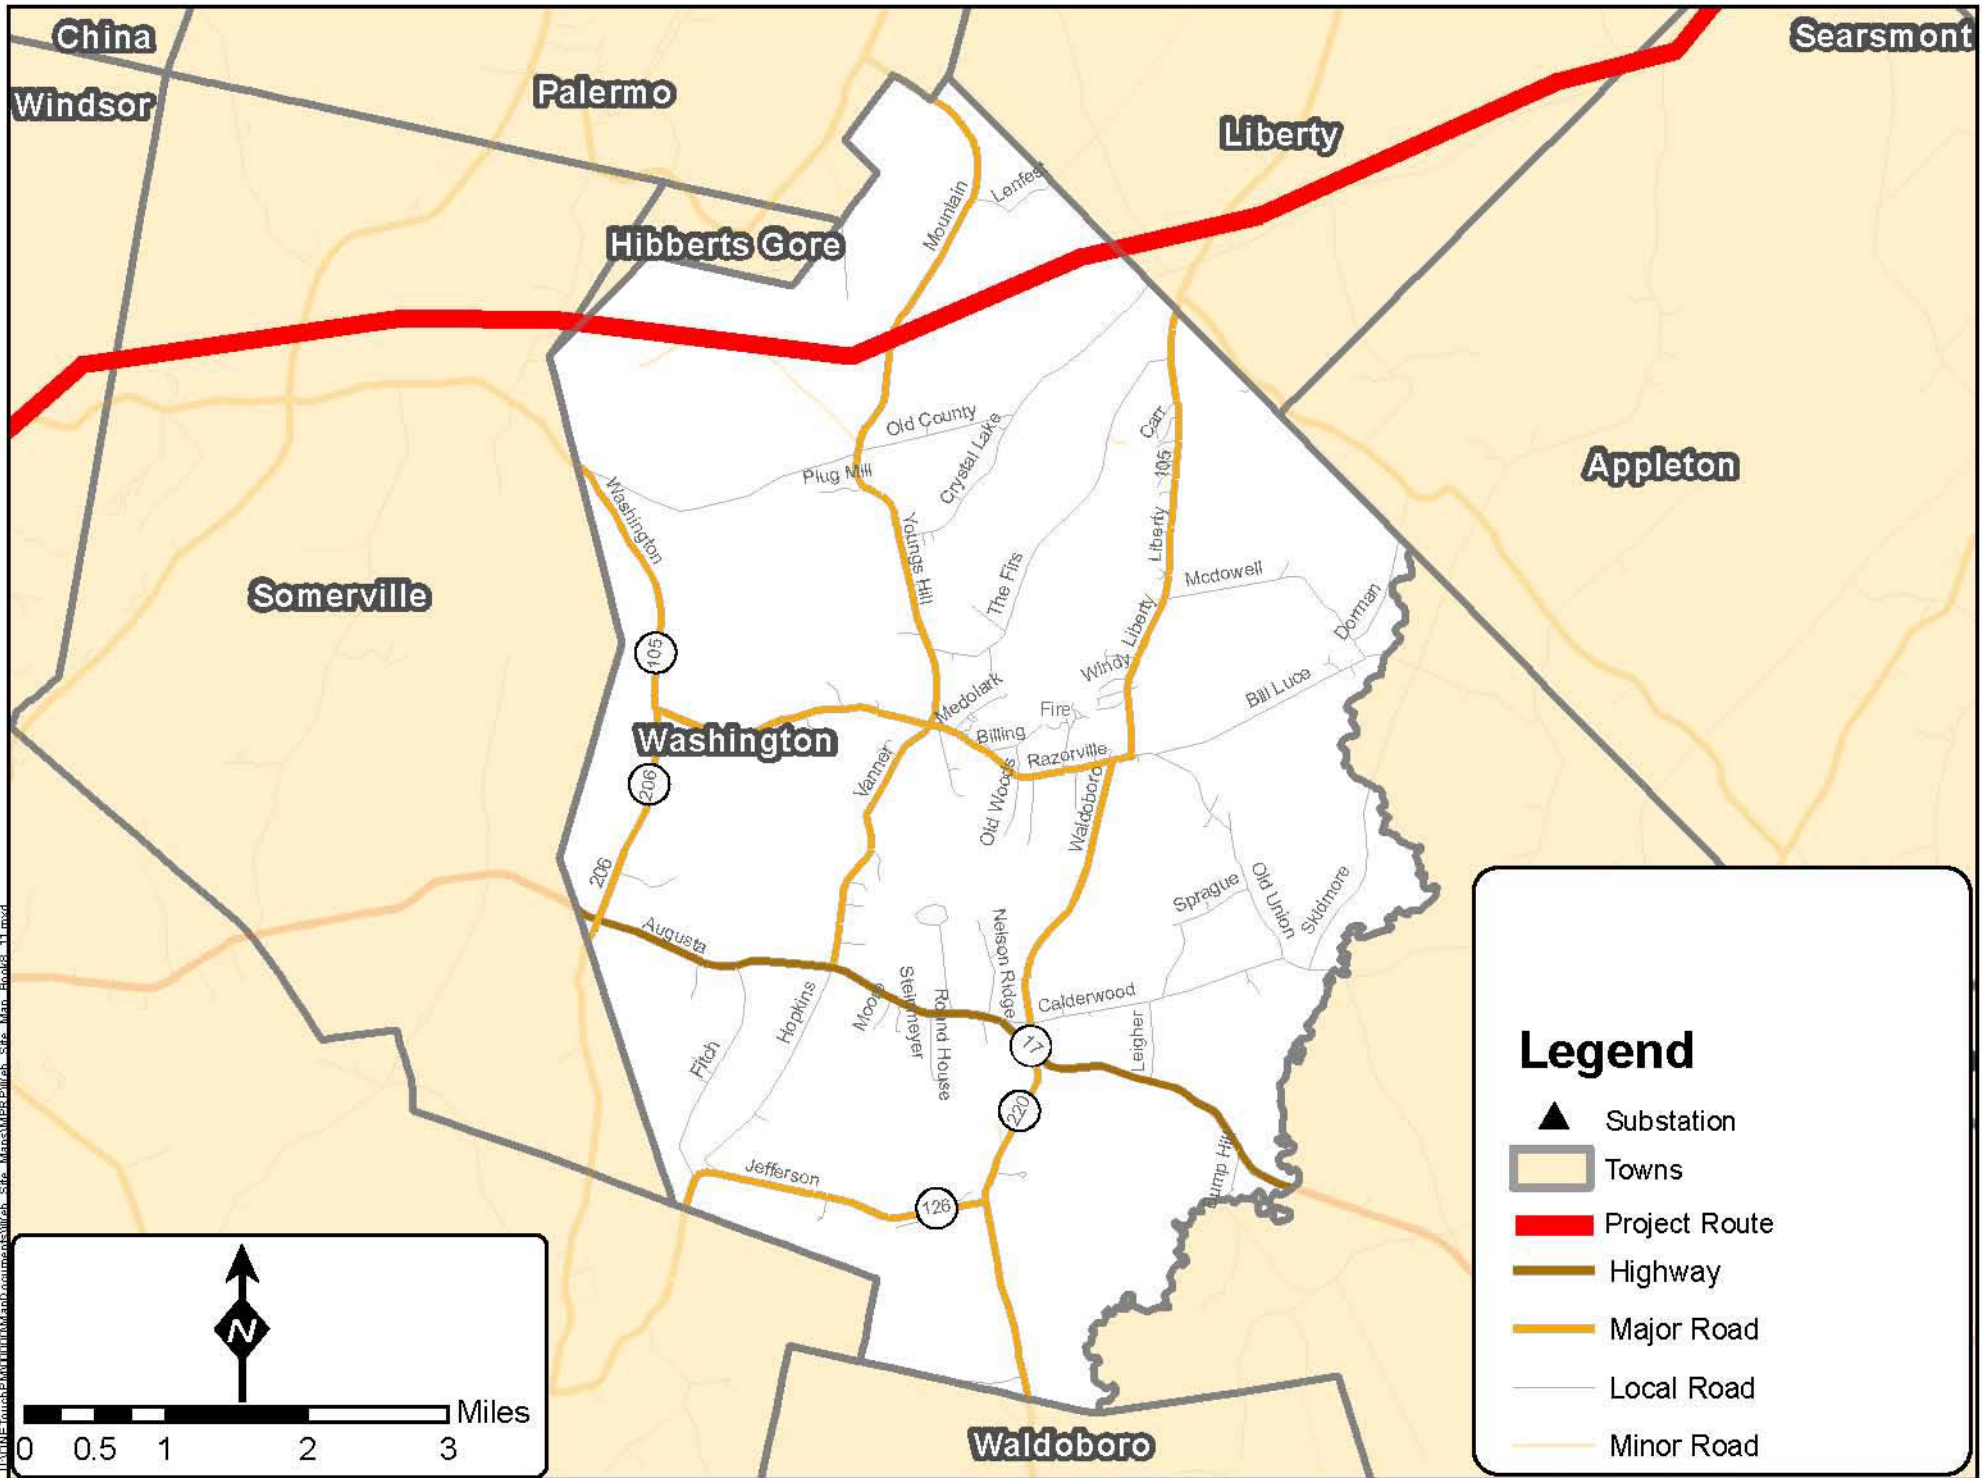 China
Searsmont
Palermo
Windsor
Liberty
Lenfest
Mountain
Hibberts Gore
Old County
Carr
Crystal Lake
105
Plug Mill
Appleton
Washington
Youngs Hill
Liberty
The Firs
Mcdowell
Somerville
Dorman
Liberty
105
Windy
Bill Luce
Medolark
Fire
Billing
Washington
Razorville
Vanner
206
Old Woods
Waldoboro
206
Sprague
Old Union
Skidmore
Augusta
Nelson Ridge
Steinmeyer
Calderwood
Hopkins
Moors
Round House
Leigher
17
Fitch
220
Dump Hill
Jefferson
126
Waldoboro
N
Miles
0 0.5 1 2 3
Legend
Substation
Towns
Project Route
Highway
Major Road
Local Road
Minor Road